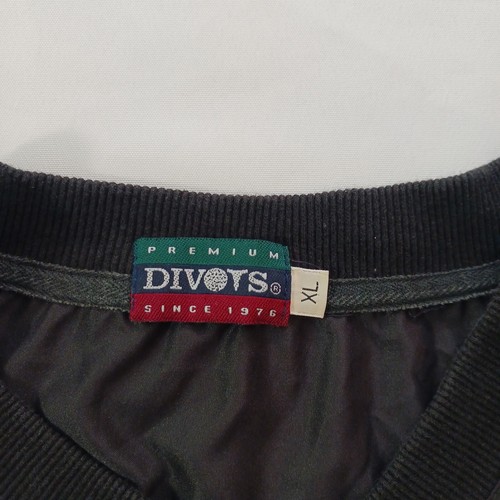 PREMIUM
DIVOTS®
SINCE 1976
XL